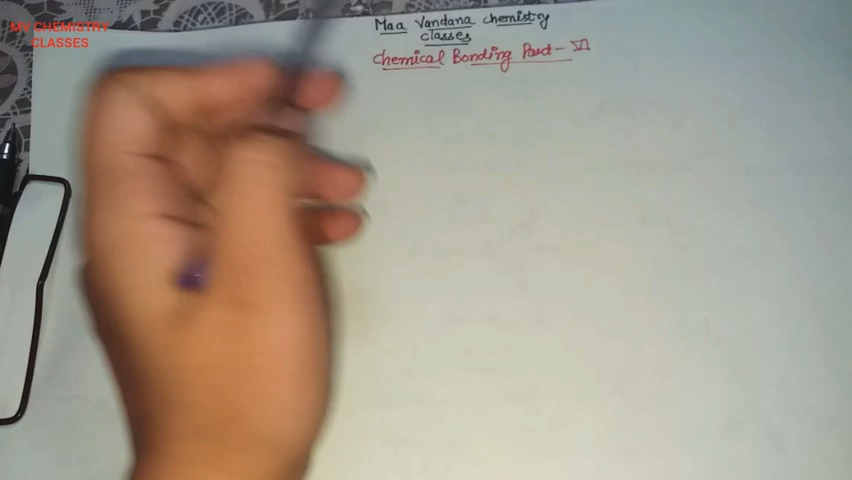 MV CHEMISTRY
CLASSES
Maa Vandana chemistry
classes
Chemical Bonding Part - VI